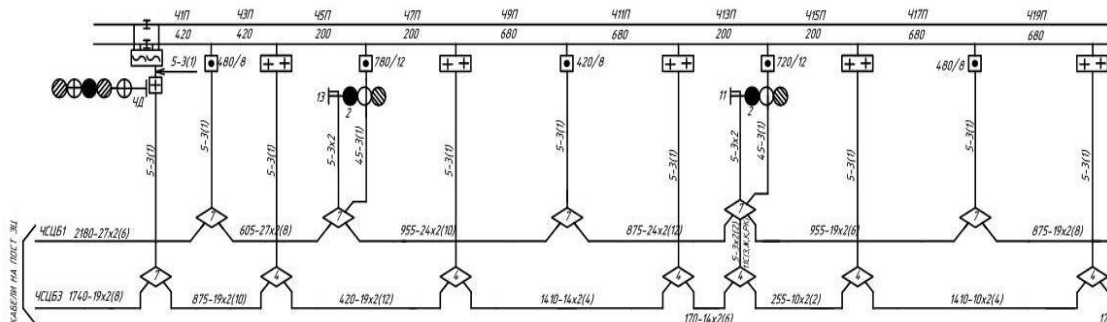 Ч1П Ч3П Ч5П Ч7П Ч9П Ч11П Ч13П Ч15П Ч17П Ч19П
420 420 200 200 680 680 200 200 680 680
5-3(1) 480/8 780/12 420/8 720/12 480/8
ЧД 13 2 11 2
5-3(1) 5-3(1) 5-3(1) 5-3х2 45-3(1) 5-3(1) 5-3(1) 5-3(1) 5-3х2 45-3(1) 5-3(1) 5-3(1) 5-3(1)
7 7 7 7 7
ЧСЦБ1 2180-27х2(6) 605-27х2(8) 955-24х2(10) 875-24х2(12) 5-3х2(2) 955-19х2(6) 875-19х2(8)
7 4 4 4 4 4 4
ЧСЦБ3 1740-19х2(8) 875-19х2(10) 420-19х2(12) 1410-14х2(4) 255-10х2(2) 1410-10х2(4)
170-14х2(6)
КАБЕЛИ НА ПОСТ ЭЦ